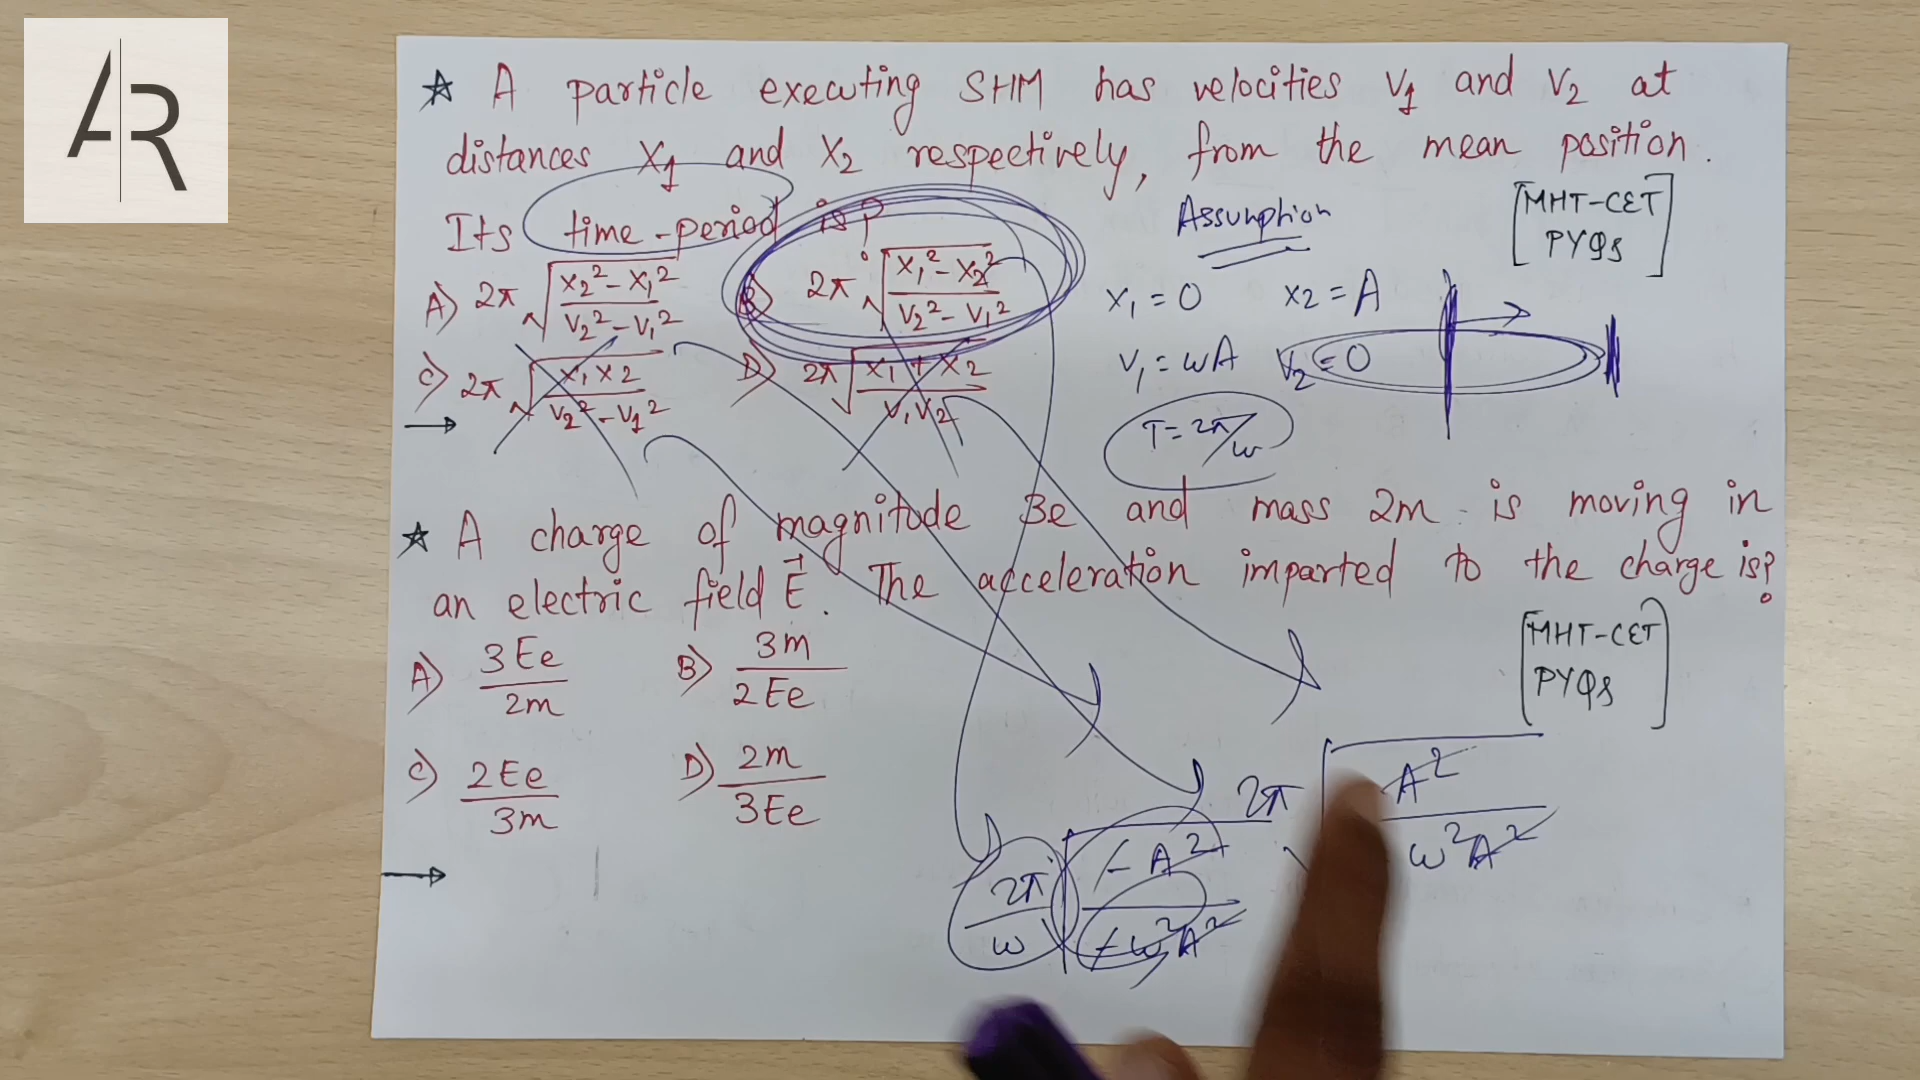 AR
☆ A particle executing SHM has velocities V₁ and V₂ at
distances X₁ and X₂ respectively, from the mean position.
Its time-period is?
Assumption
[MHT-CET
PYQs]
A) 2π √((X₂² - X₁²)/(V₂² - V₁²))
B) 2π √((X₁² - X₂²)/(V₂² - V₁²))
x₁ = 0 x₂ = A
C) 2π √((X₁X₂)/(V₂² - V₁²))
D) 2π √((X₁ + X₂)/(V₁V₂))
V₁ = ωA V₂ = 0
→
T = 2π/ω
☆ A charge of magnitude 3e and mass 2m is moving in
an electric field E⃗. The acceleration imparted to the charge is?
[MHT-CET
PYQs]
A) 3Ee/2m
B) 3m/2Ee
C) 2Ee/3m
D) 2m/3Ee
2π √(A²/ω²A²)
2π/ω √(-A²/-ω²A²)
→